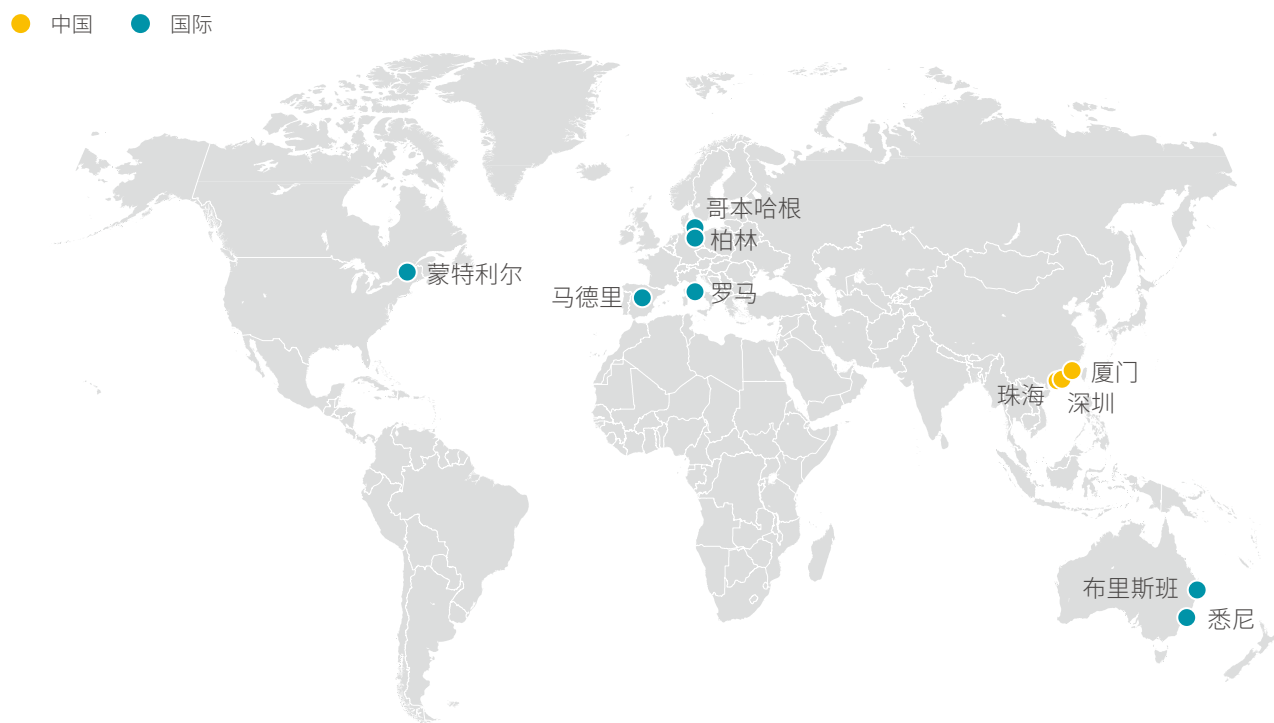 中国
国际
哥本哈根
柏林
蒙特利尔
马德里
罗马
厦门
珠海
深圳
布里斯班
悉尼